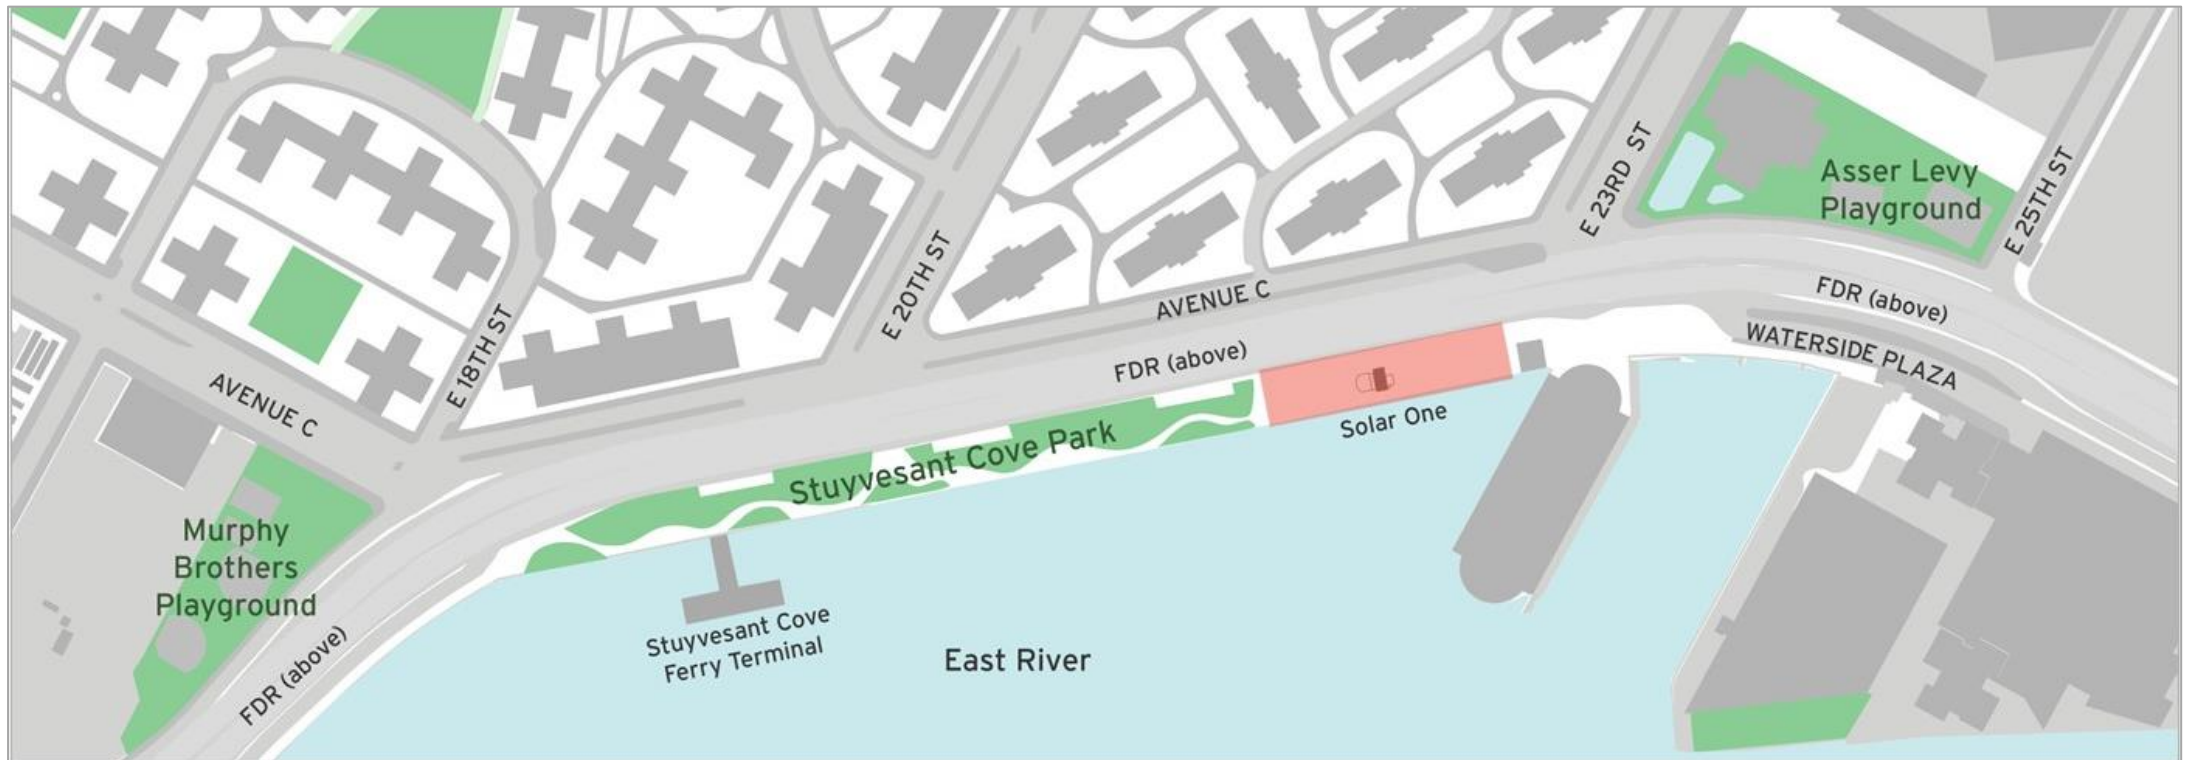 Asser Levy
Playground
E 23RD ST
E 25TH ST
E 20TH ST
AVENUE C
FDR (above)
FDR (above)
WATERSIDE PLAZA
E 18TH ST
AVENUE C
Solar One
Stuyvesant Cove Park
Murphy
Brothers
Playground
FDR (above)
Stuyvesant Cove
Ferry Terminal
East River